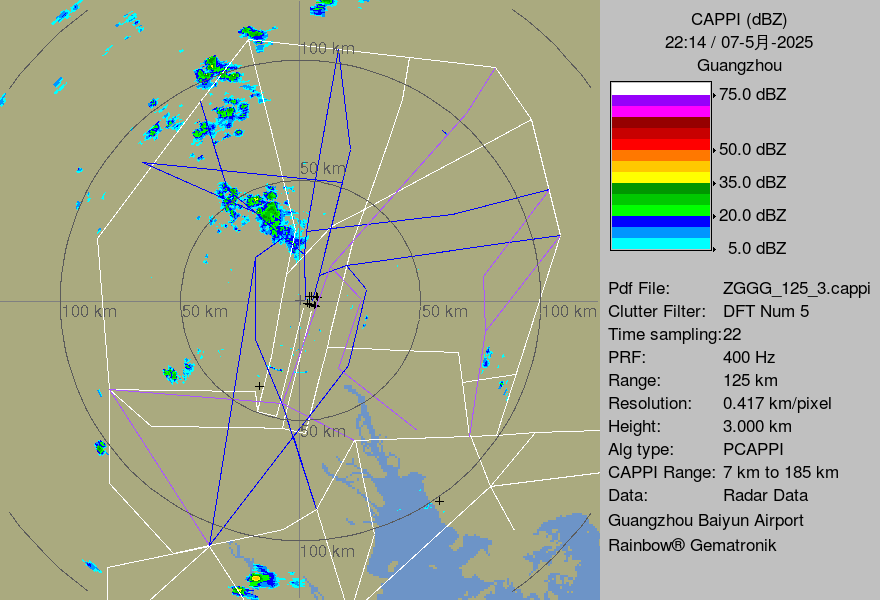 CAPPI (dBZ)
22:14 / 07-5月-2025
Guangzhou
75.0 dBZ
50.0 dBZ
35.0 dBZ
20.0 dBZ
5.0 dBZ
Pdf File: ZGGG_125_3.cappi
Clutter Filter: DFT Num 5
Time sampling:22
PRF: 400 Hz
Range: 125 km
Resolution: 0.417 km/pixel
Height: 3.000 km
Alg type: PCAPPI
CAPPI Range: 7 km to 185 km
Data: Radar Data
Guangzhou Baiyun Airport
Rainbow® Gematronik
100 km
50 km
100 km
50 km
50 km
100 km
50 km
100 km